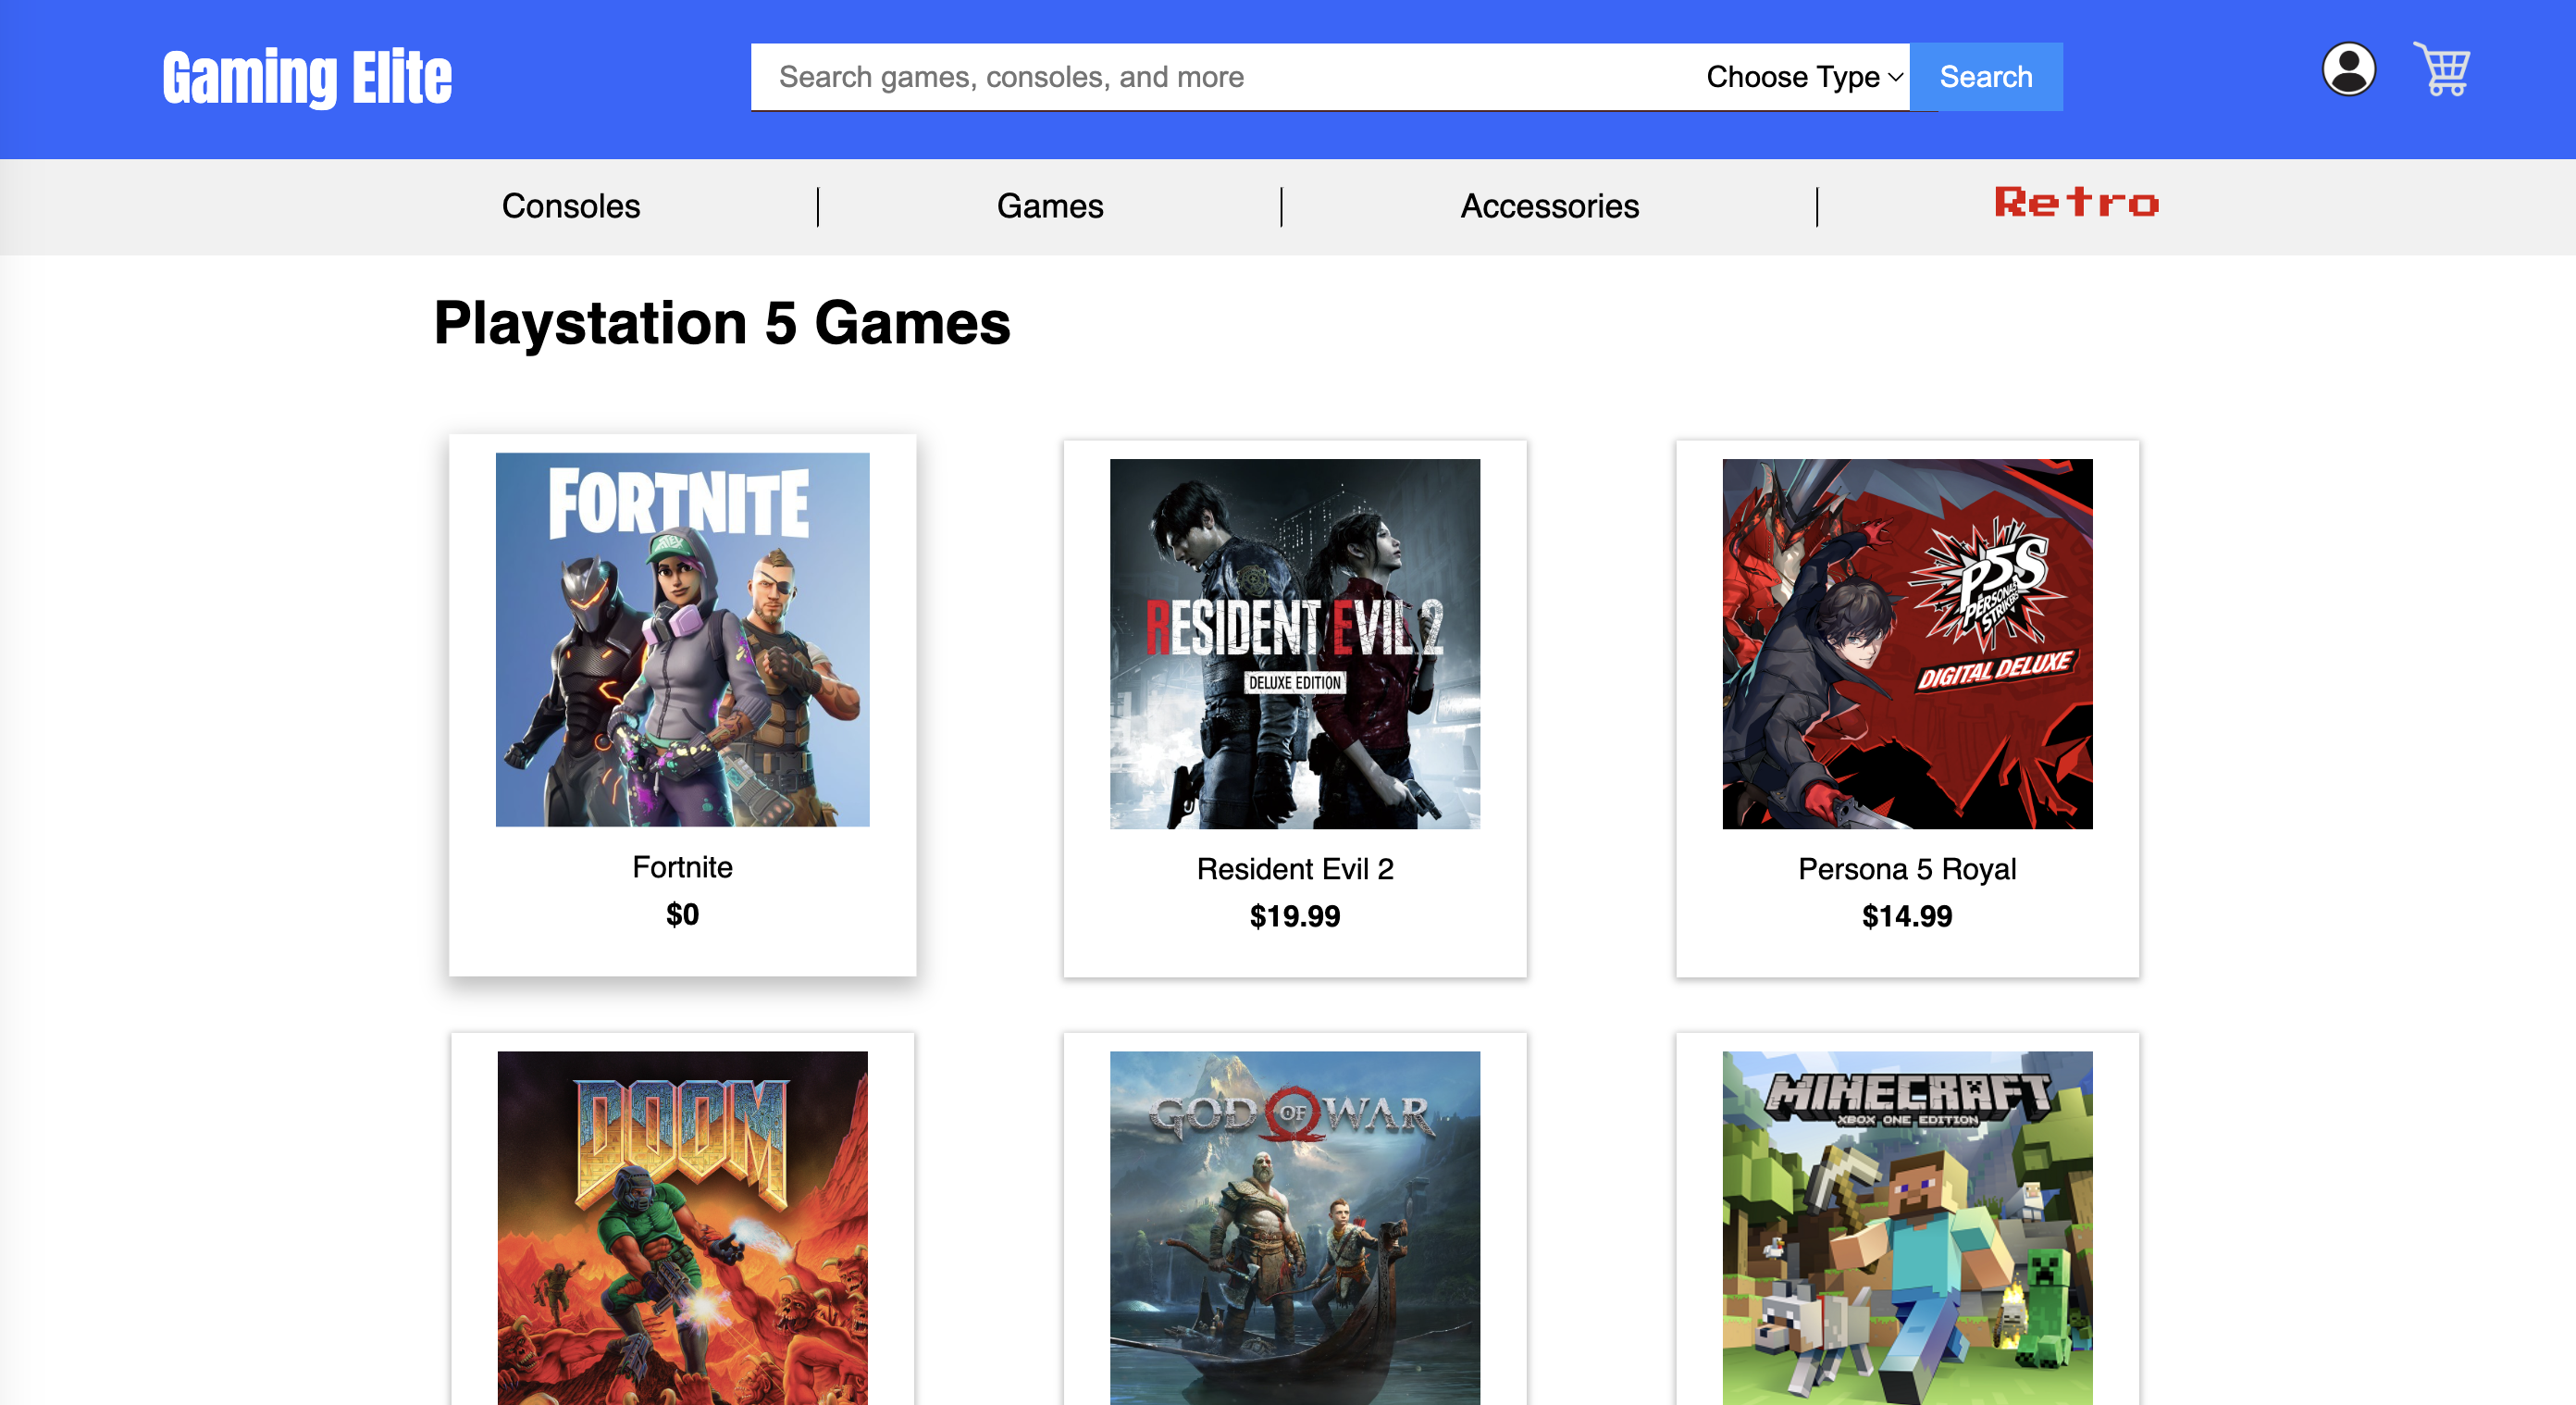 Gaming Elite
Search games, consoles, and more
Choose Type
Search
Consoles
Games
Accessories
Retro
Playstation 5 Games
FORTNITE
Fortnite
$0
RESIDENT EVIL 2
DELUXE EDITION
Resident Evil 2
$19.99
P5S
PERSONA5
STRIKERS
DIGITAL DELUXE
Persona 5 Royal
$14.99
DOOM
GOD OF WAR
MINECRAFT
XBOX ONE EDITION